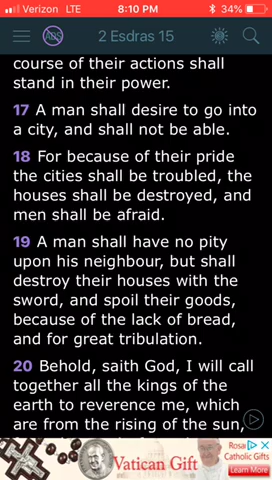 Verizon LTE 8:10 PM 34%
ABS 2 Esdras 15
course of their actions shall
stand in their power.
17 A man shall desire to go into
a city, and shall not be able.
18 For because of their pride
the cities shall be troubled, the
houses shall be destroyed, and
men shall be afraid.
19 A man shall have no pity
upon his neighbour, but shall
destroy their houses with the
sword, and spoil their goods,
because of the lack of bread,
and for great tribulation.
20 Behold, saith God, I will call
together all the kings of the
earth to reverence me, which
are from the rising of the sun,
Vatican Gift
Rosar
Catholic Gifts
Learn More